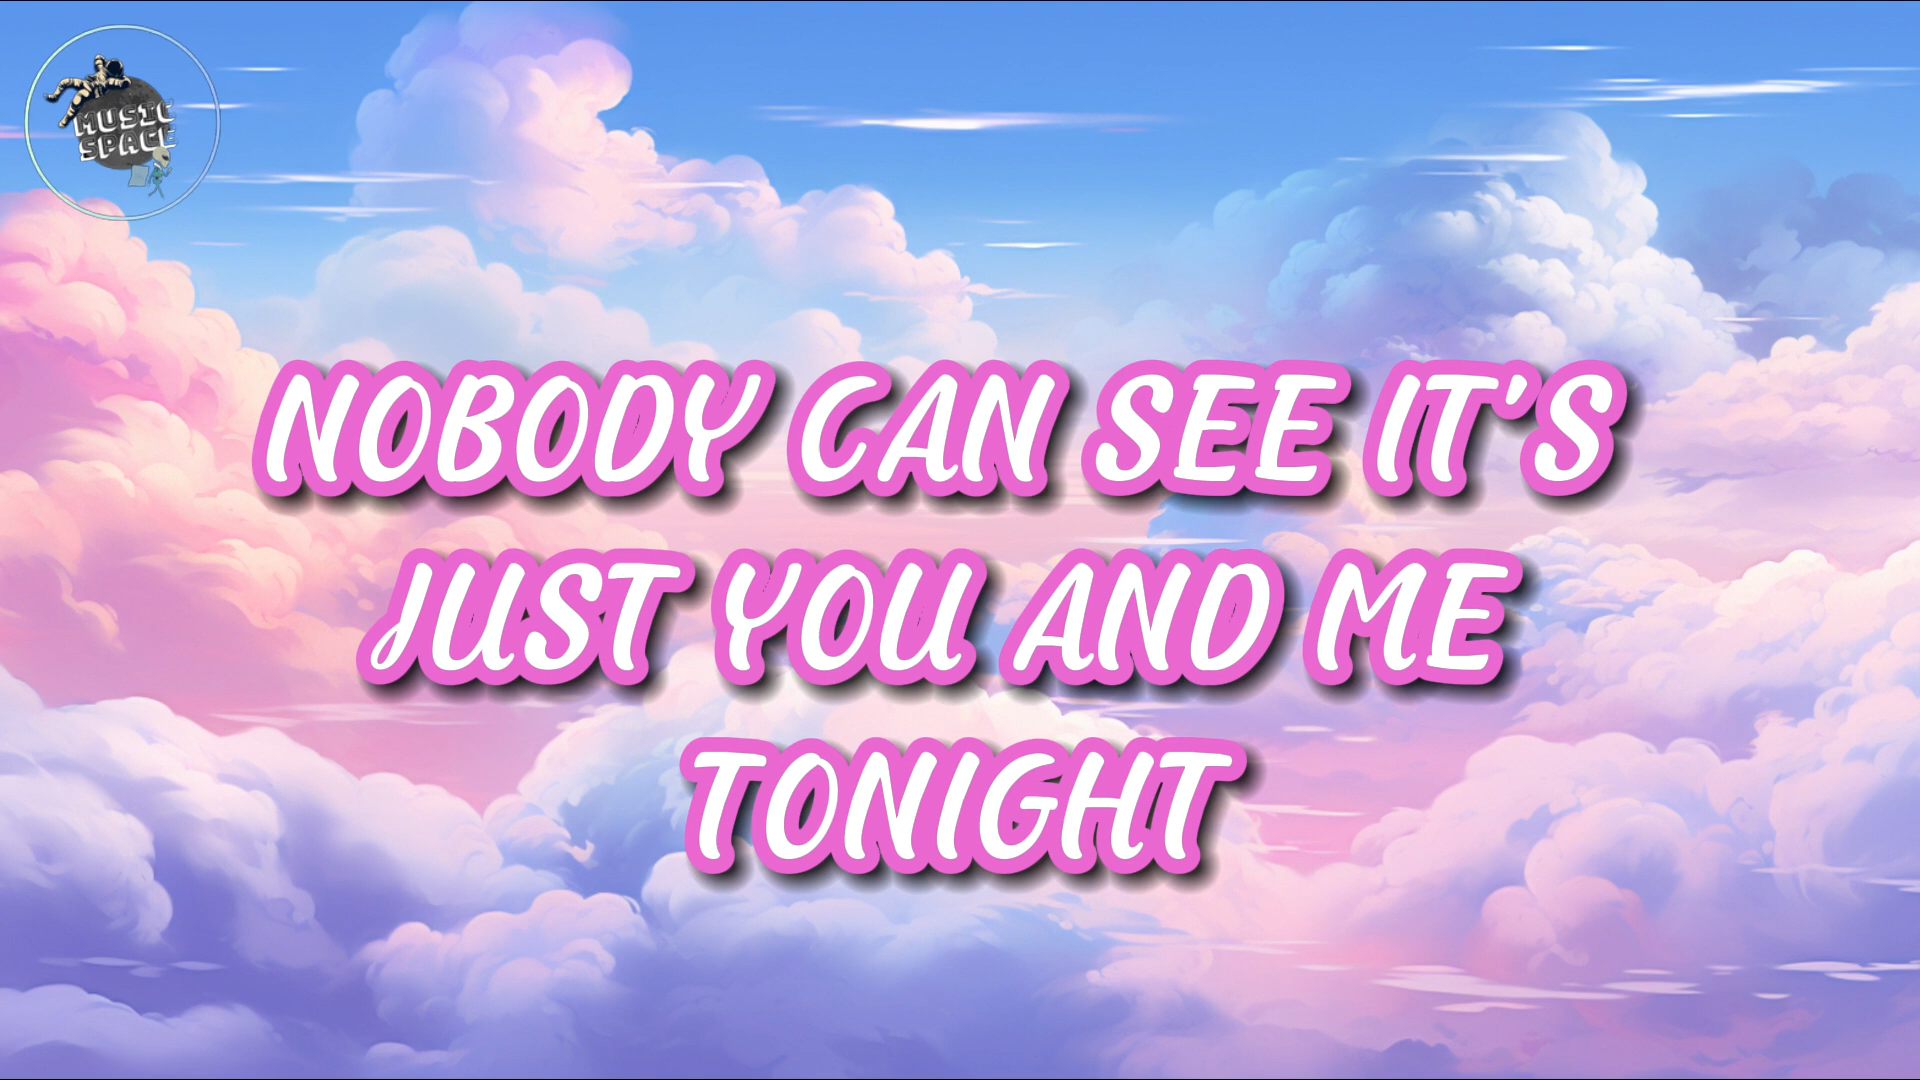 MUSIC
SPACE
NOBODY CAN SEE IT'S
JUST YOU AND ME
TONIGHT